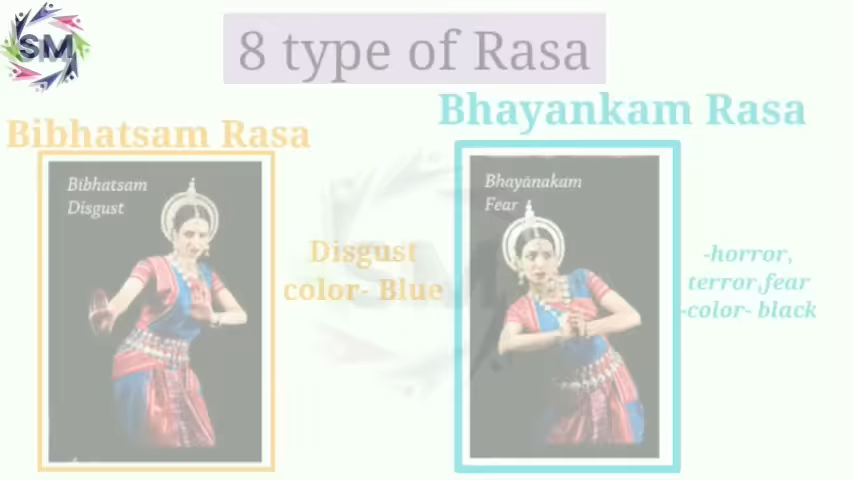 SM
8 type of Rasa
Bibhatsam Rasa
Bhayankam Rasa
Bibhatsam
Disgust
Disgust
color- Blue
Bhayānakam
Fear
-horror,
terror,fear
-color- black
SM